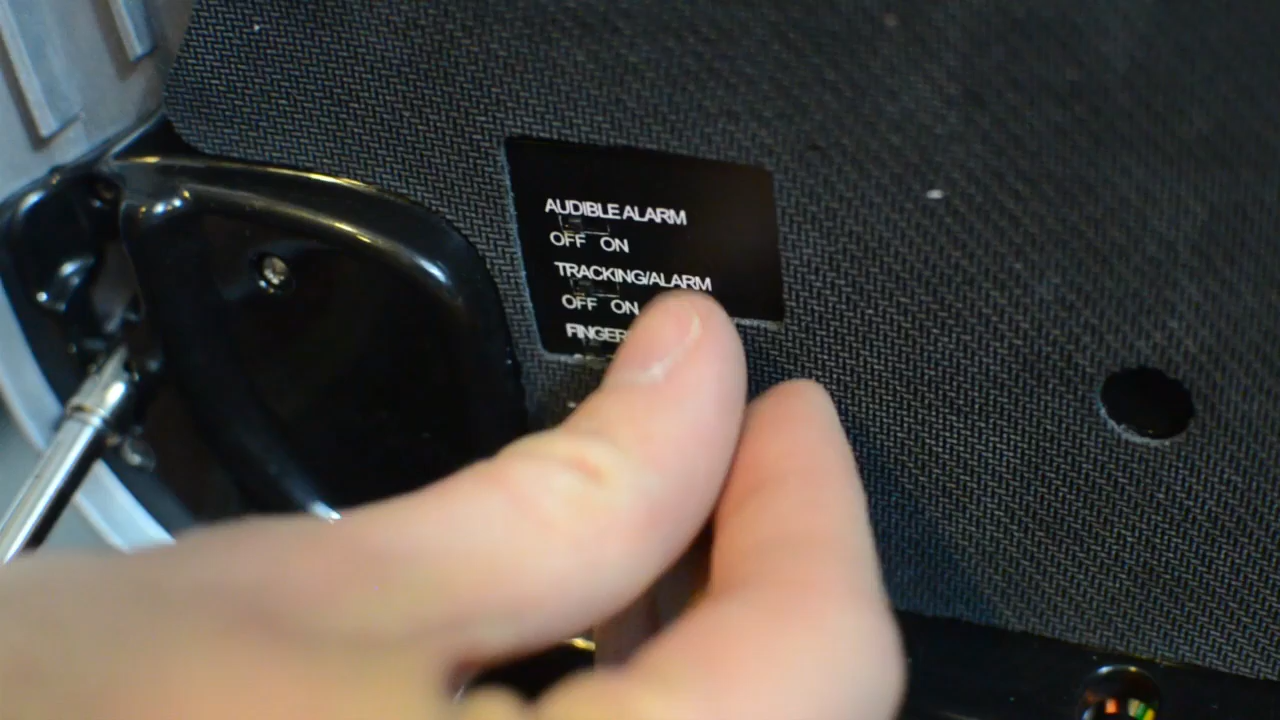 AUDIBLE ALARM
OFF ON
TRACKING/ALARM
OFF ON
FINGER